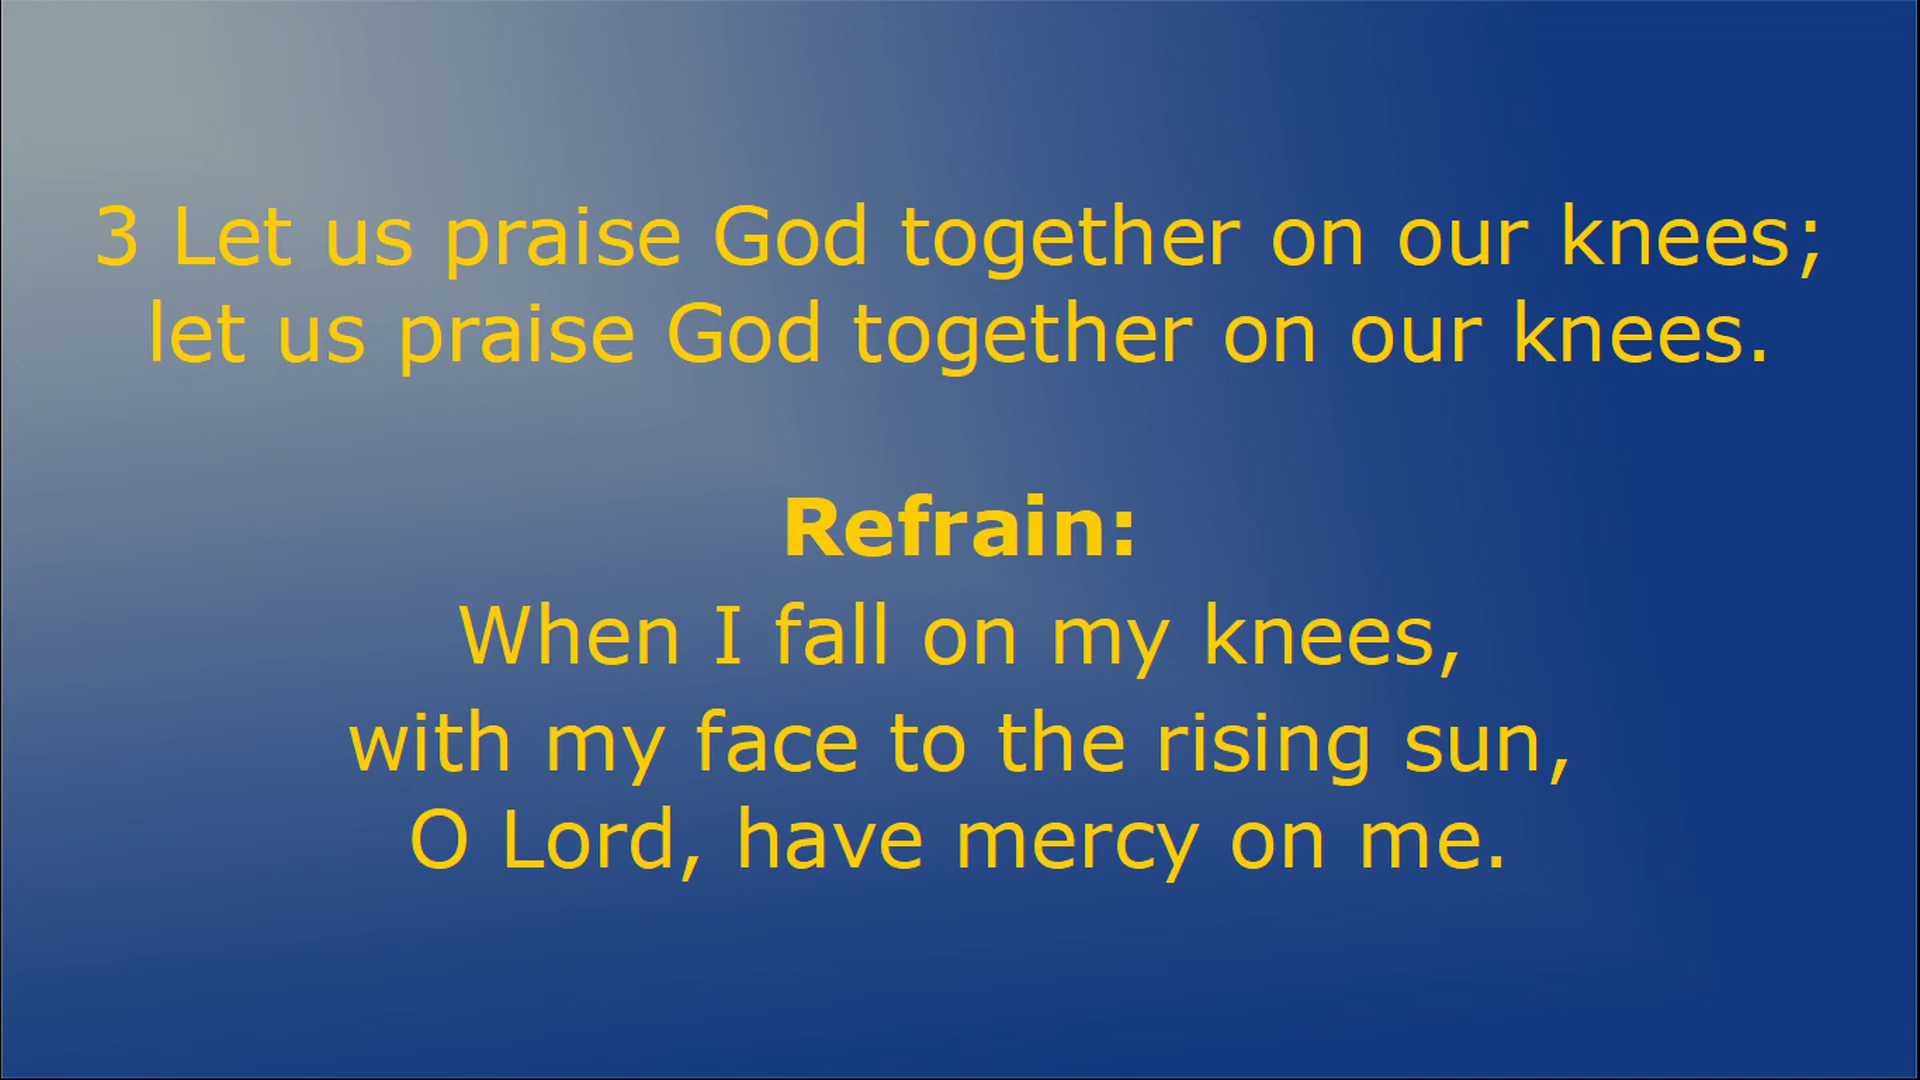 3 Let us praise God together on our knees;
let us praise God together on our knees.
Refrain:
When I fall on my knees,
with my face to the rising sun,
O Lord, have mercy on me.